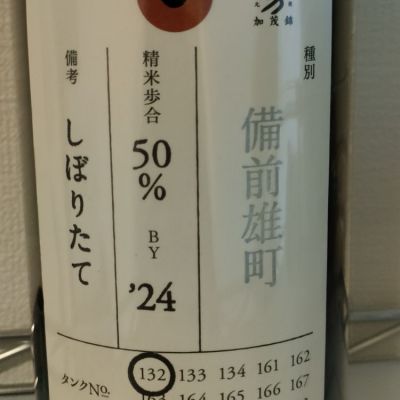 加茂錦
種別
備前雄町
精米歩合
50%
BY
'24
備考
しぼりたて
タンクNo.
132 133 134 161 162
163 164 165 166 167